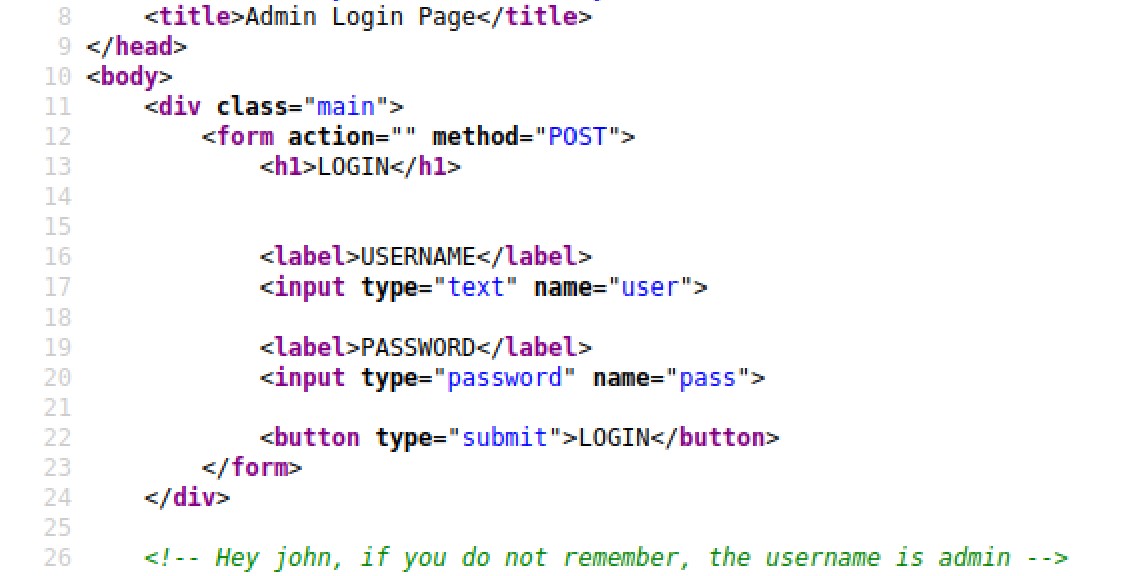 8 <title>Admin Login Page</title>
9 </head>
10 <body>
11 <div class="main">
12 <form action="" method="POST">
13 <h1>LOGIN</h1>
14
15
16 <label>USERNAME</label>
17 <input type="text" name="user">
18
19 <label>PASSWORD</label>
20 <input type="password" name="pass">
21
22 <button type="submit">LOGIN</button>
23 </form>
24 </div>
25
26 <!-- Hey john, if you do not remember, the username is admin -->